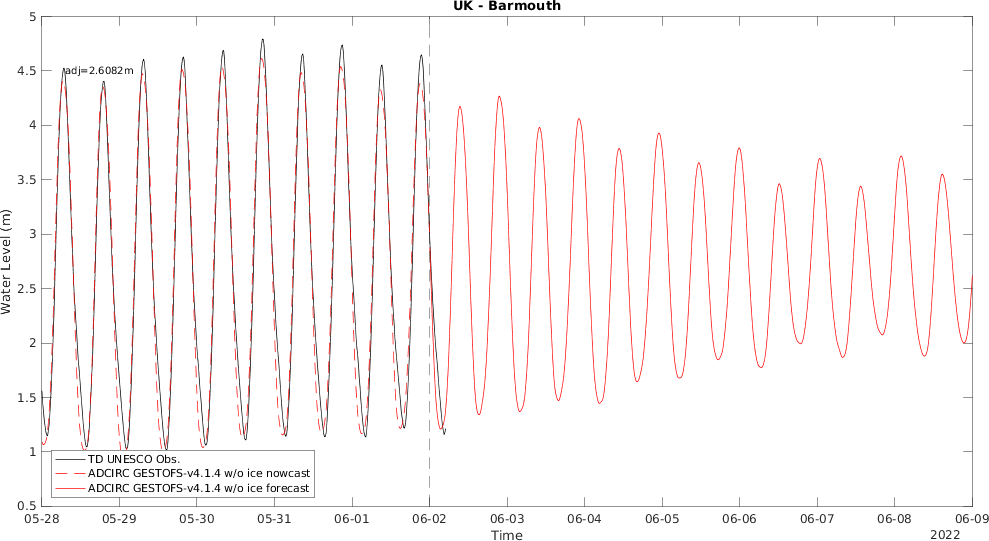 UK - Barmouth
5
4.5
4
3.5
3
2.5
2
1.5
1
0.5
Water Level (m)
adj=2.6082m
TD UNESCO Obs.
ADCIRC GESTOFS-v4.1.4 w/o ice nowcast
ADCIRC GESTOFS-v4.1.4 w/o ice forecast
05-28 05-29 05-30 05-31 06-01 06-02 06-03 06-04 06-05 06-06 06-07 06-08 06-09
Time
2022